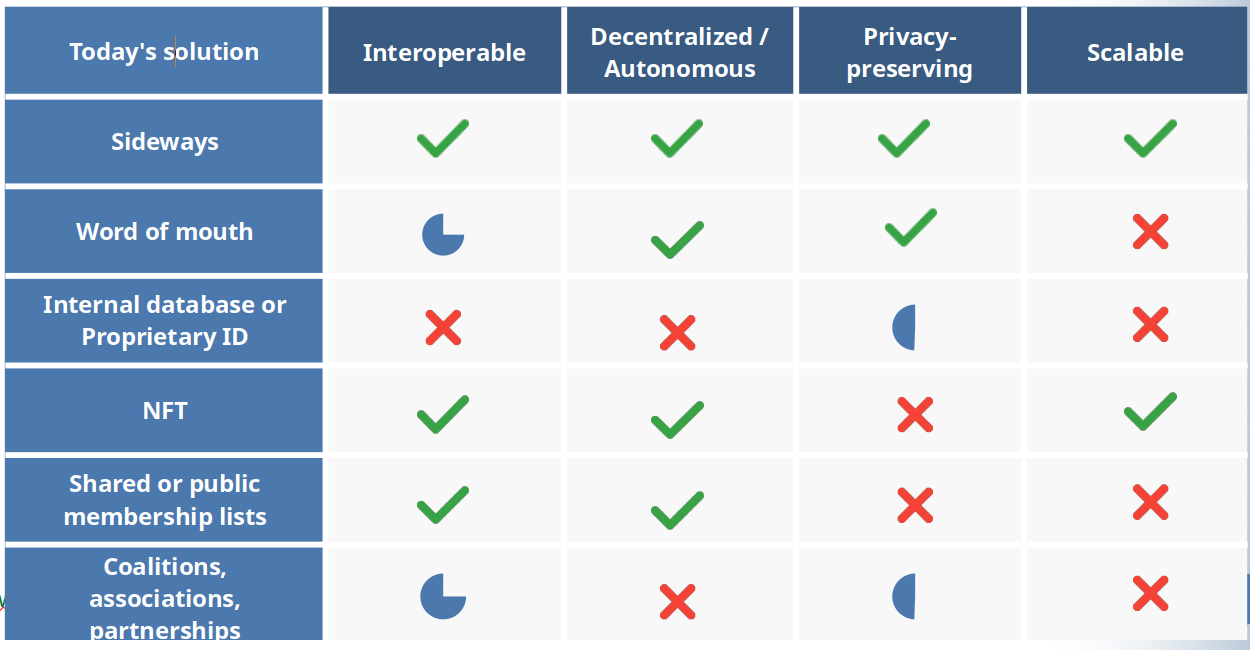 Today's solution
Interoperable
Decentralized /
Autonomous
Privacy-
preserving
Scalable
Sideways
Word of mouth
Internal database or
Proprietary ID
NFT
Shared or public
membership lists
Coalitions,
associations,
partnerships